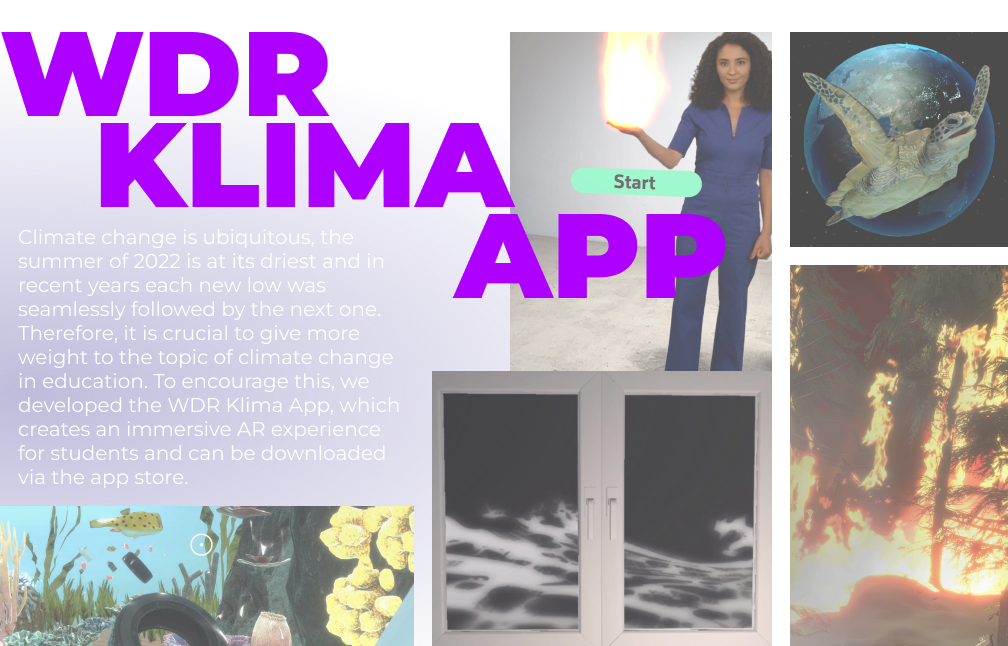 WDR
KLIMA
APP
Start
Climate change is ubiquitous, the
summer of 2022 is at its driest and in
recent years each new low was
seamlessly followed by the next one.
Therefore, it is crucial to give more
weight to the topic of climate change
in education. To encourage this, we
developed the WDR Klima App, which
creates an immersive AR experience
for students and can be downloaded
via the app store.